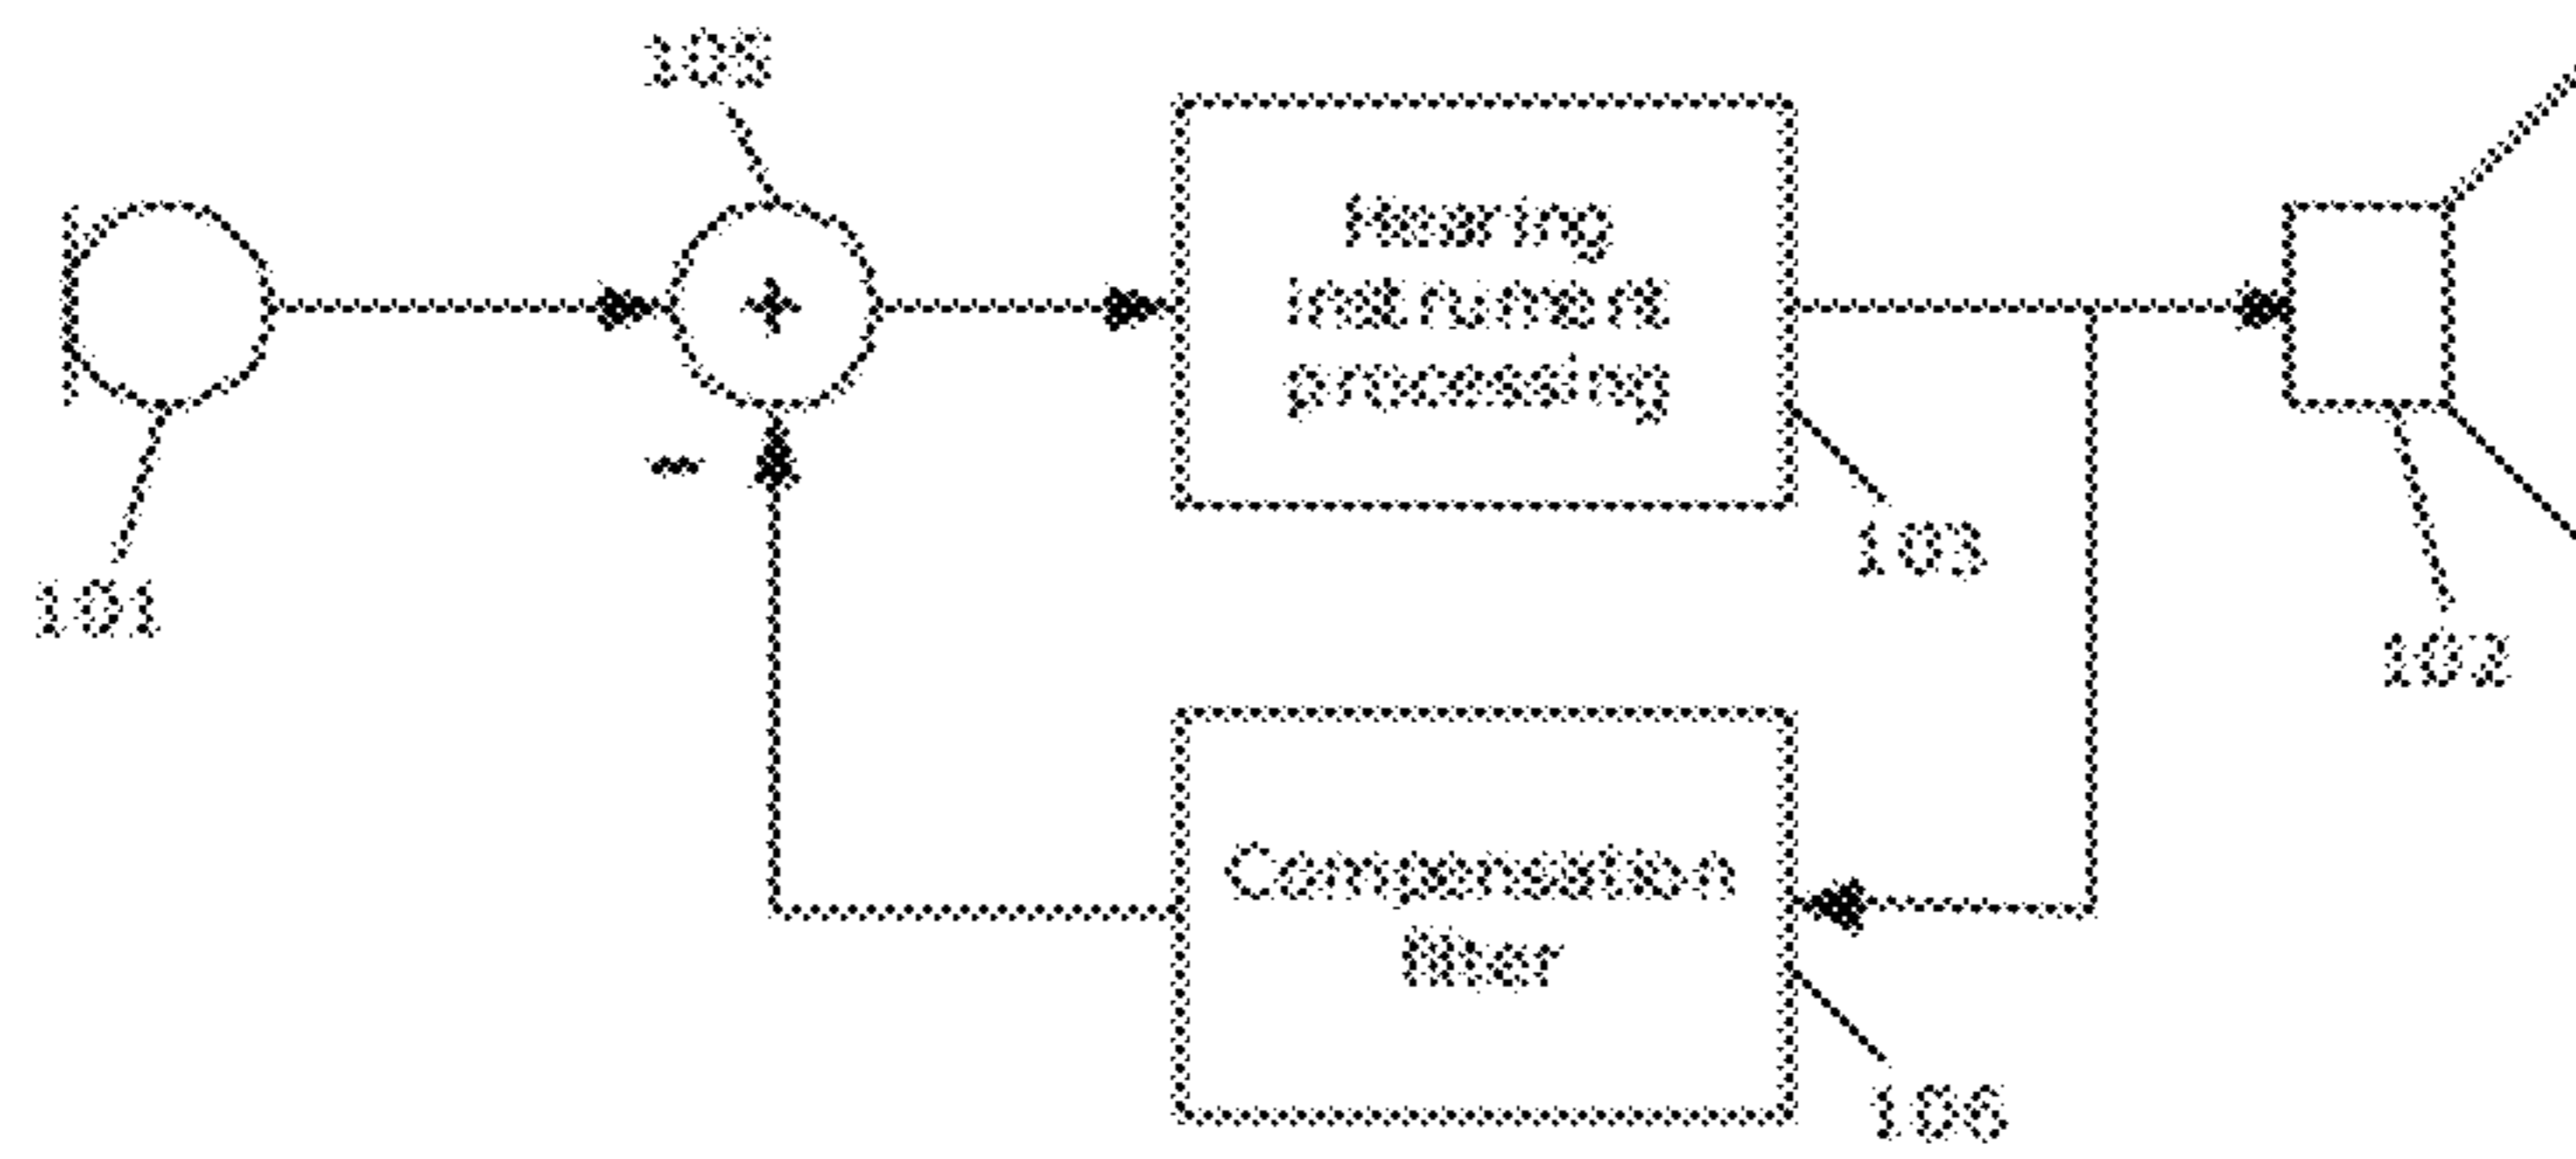 105
+
Hearing
instrument
processing
-
103
101
102
Compensation
filter
106